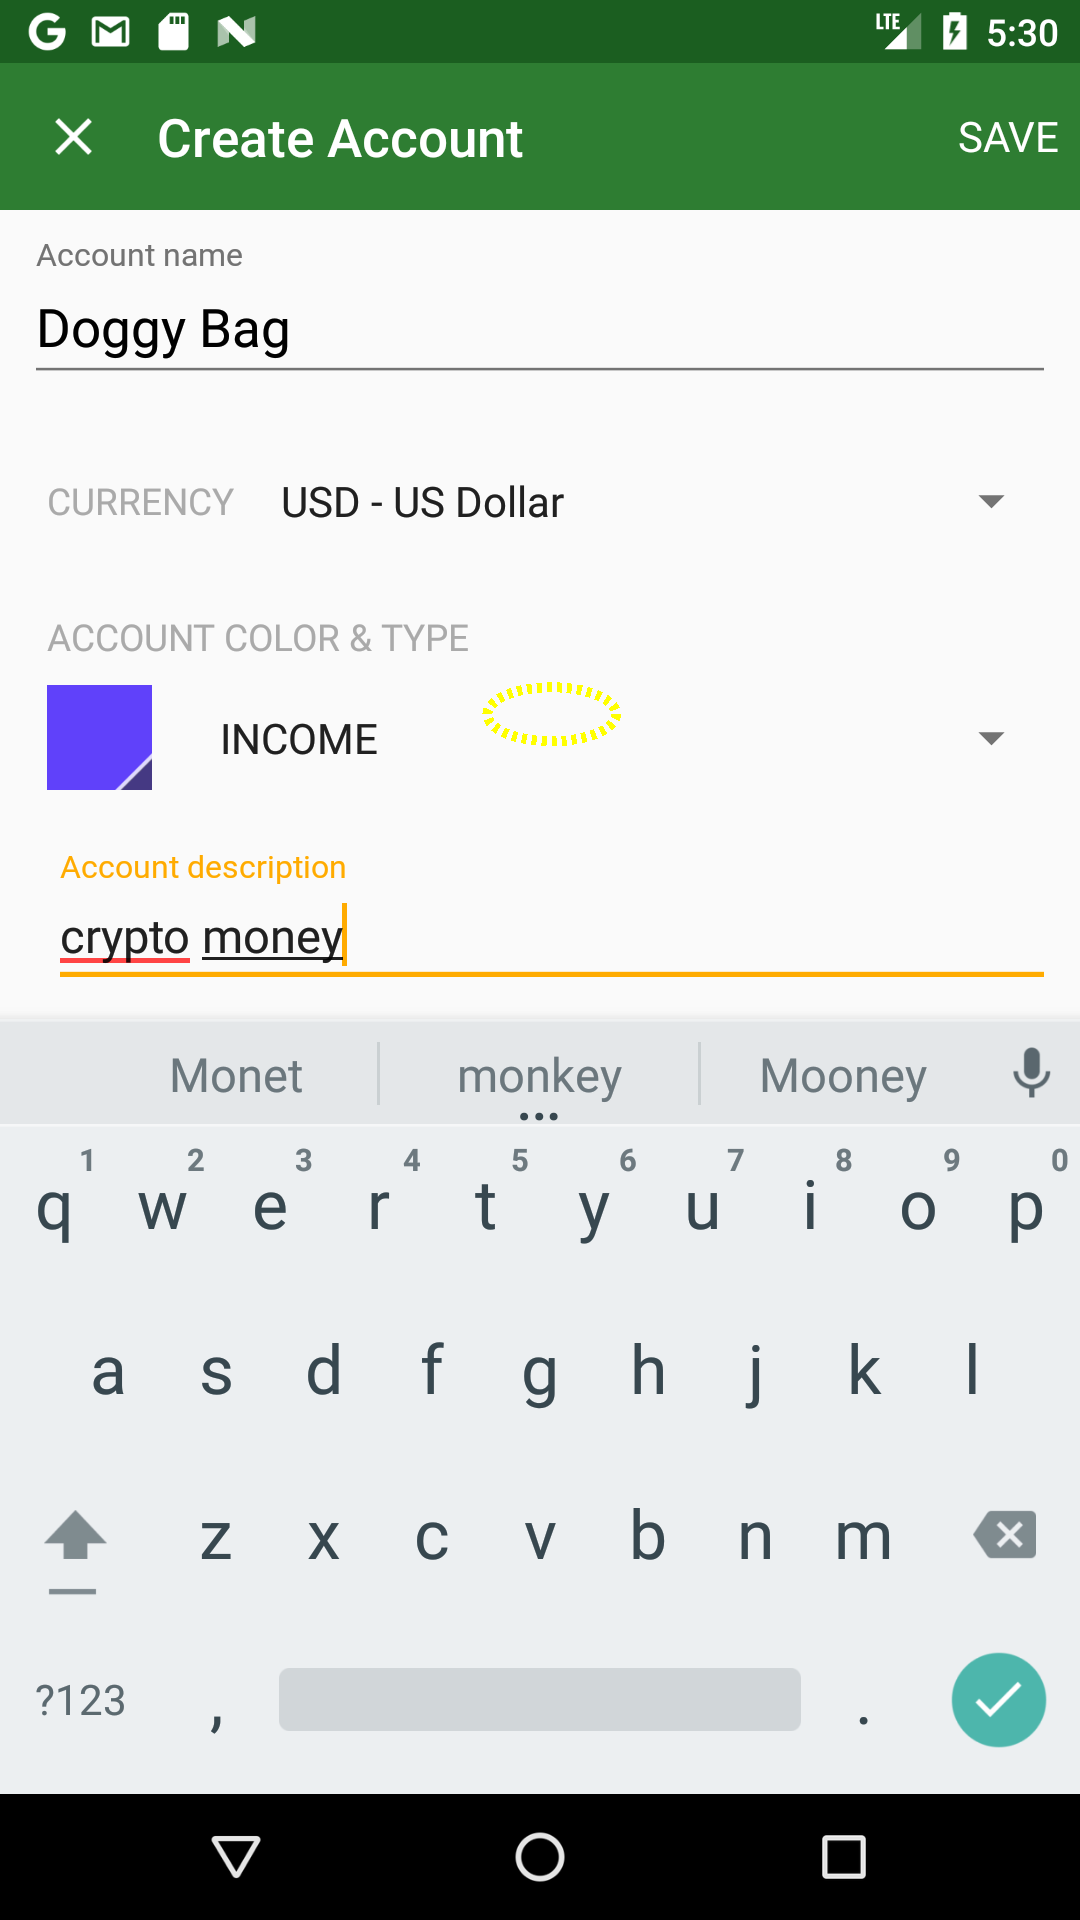 LTE 5:30
Create Account SAVE
Account name
Doggy Bag
CURRENCY USD - US Dollar
ACCOUNT COLOR & TYPE
INCOME
Account description
crypto money
Monet monkey Mooney
1 2 3 4 5 6 7 8 9 0
q w e r t y u i o p
a s d f g h j k l
z x c v b n m
?123 , .